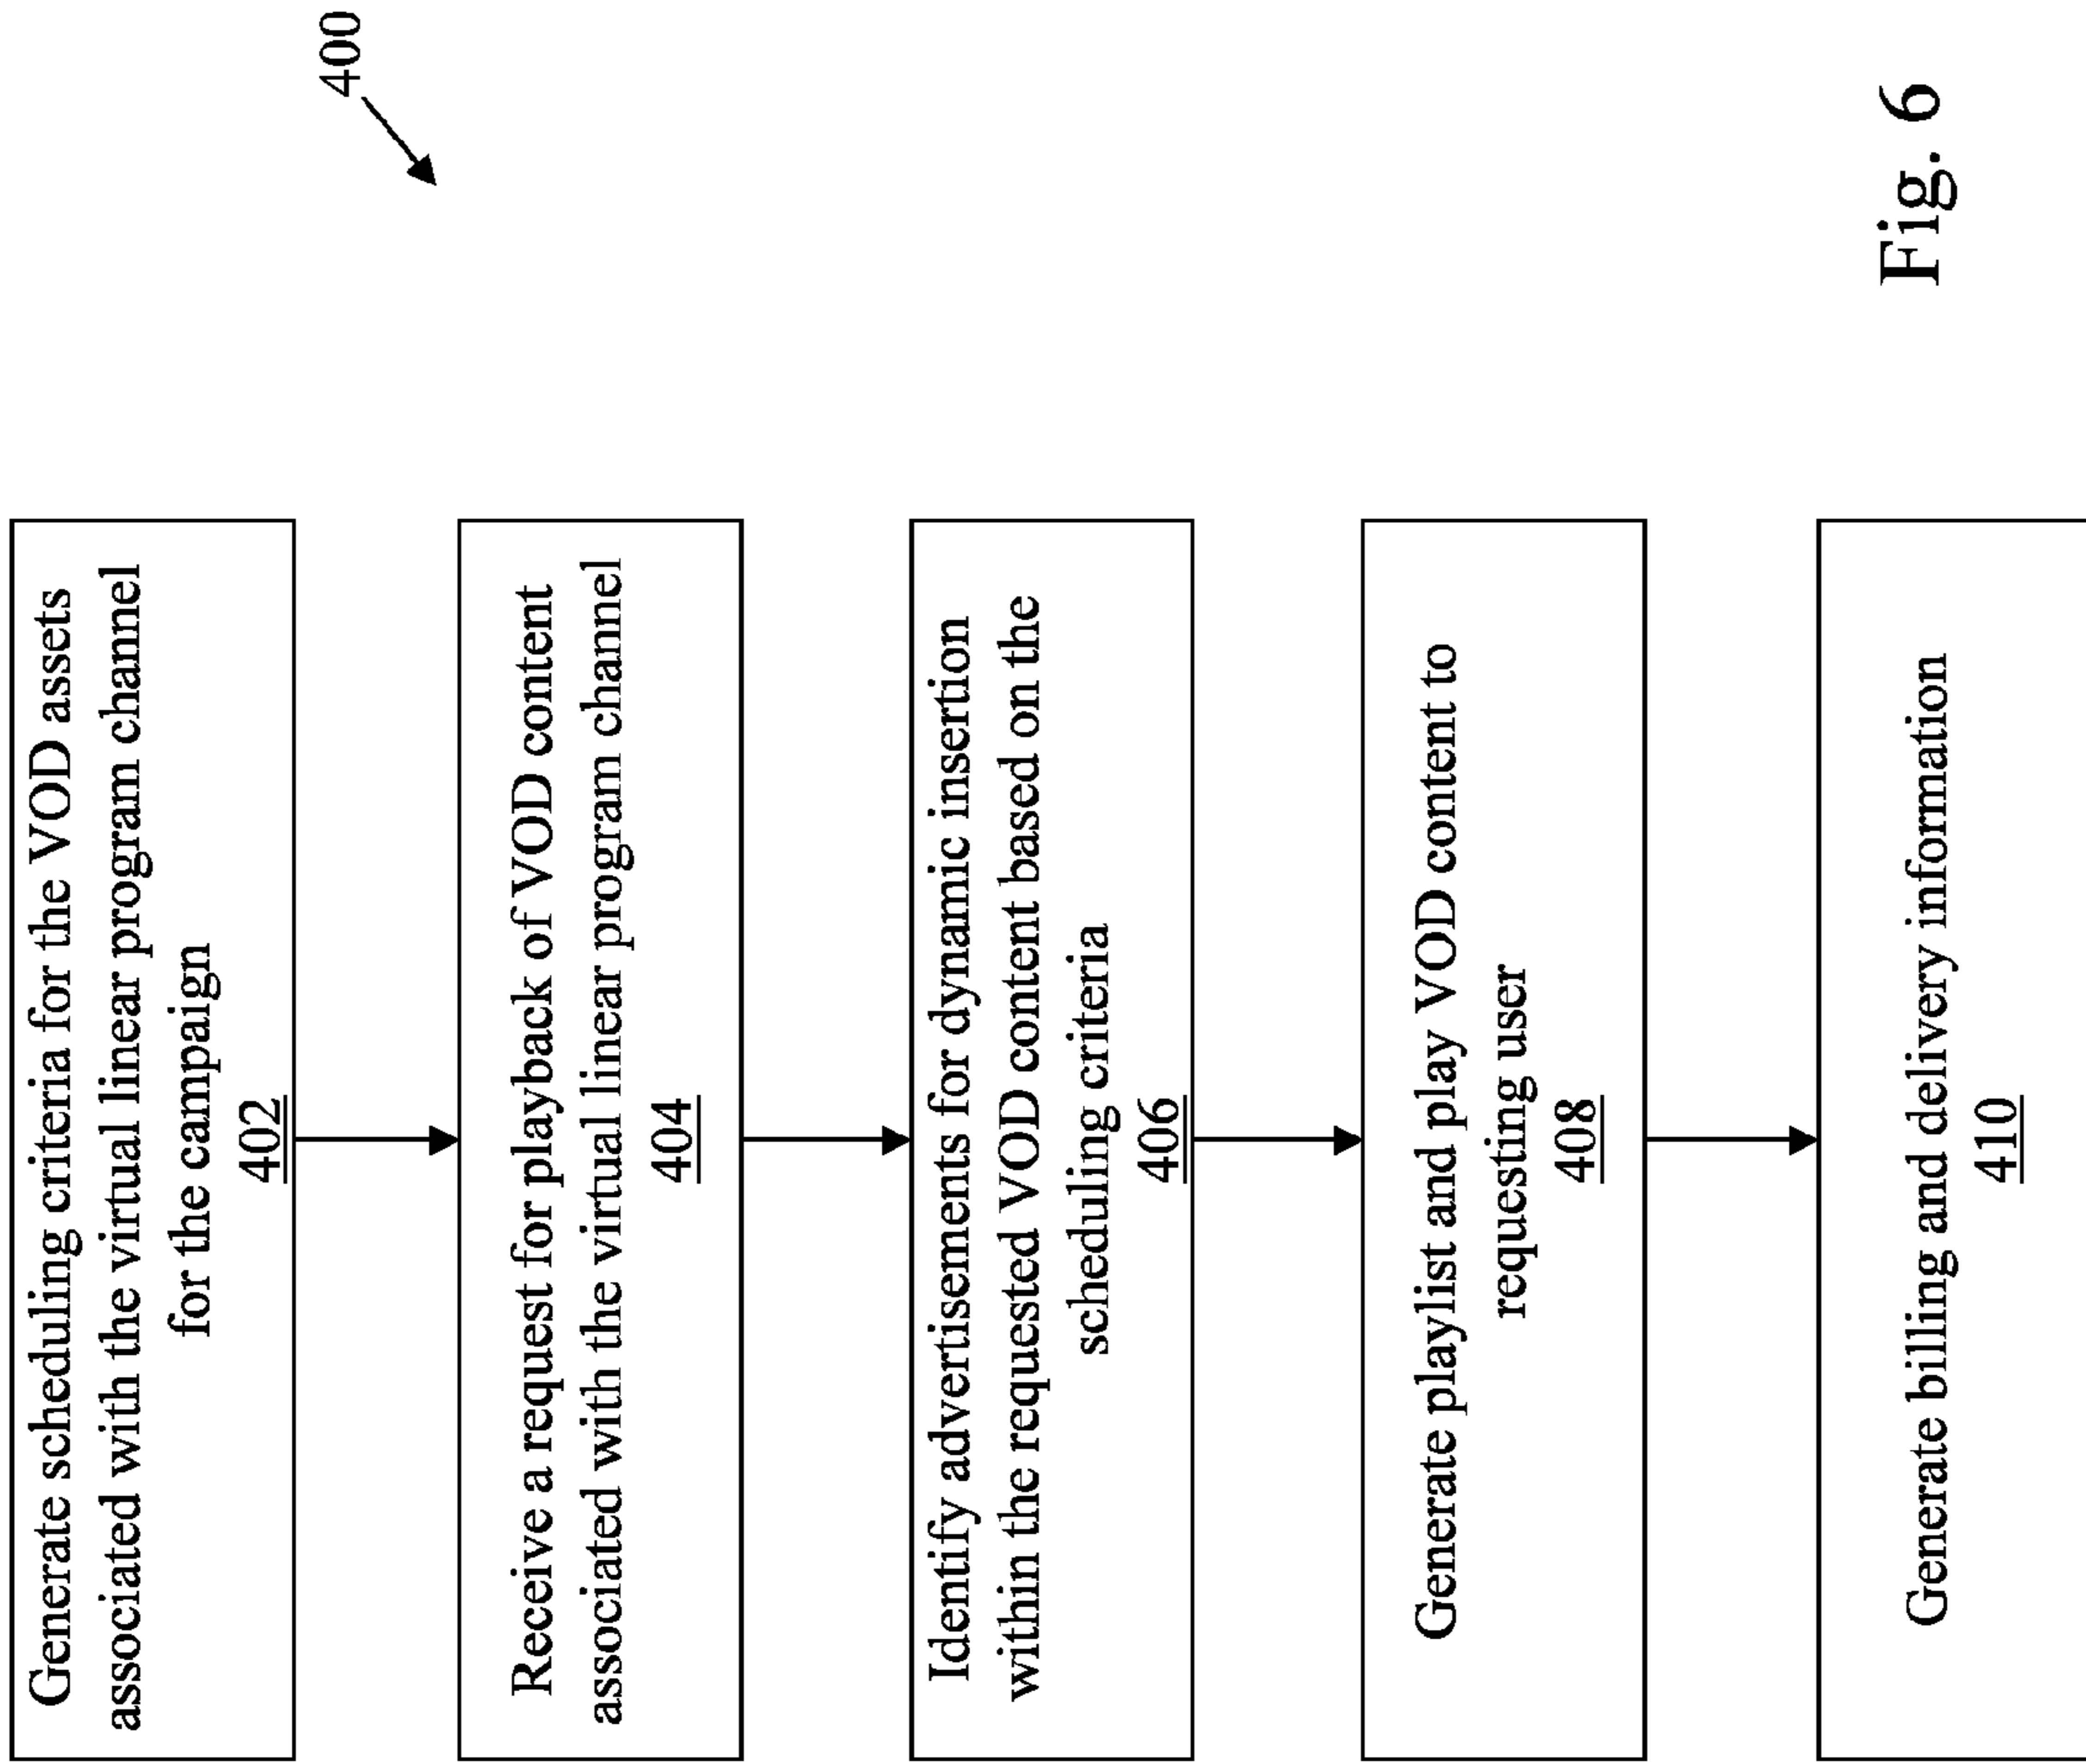 400
Generate scheduling criteria for the VOD assets
associated with the virtual linear program channel
for the campaign
402
Receive a request for playback of VOD content
associated with the virtual linear program channel
404
Identify advertisements for dynamic insertion
within the requested VOD content based on the
scheduling criteria
406
Generate playlist and play VOD content to
requesting user
408
Generate billing and delivery information
410
Fig. 6